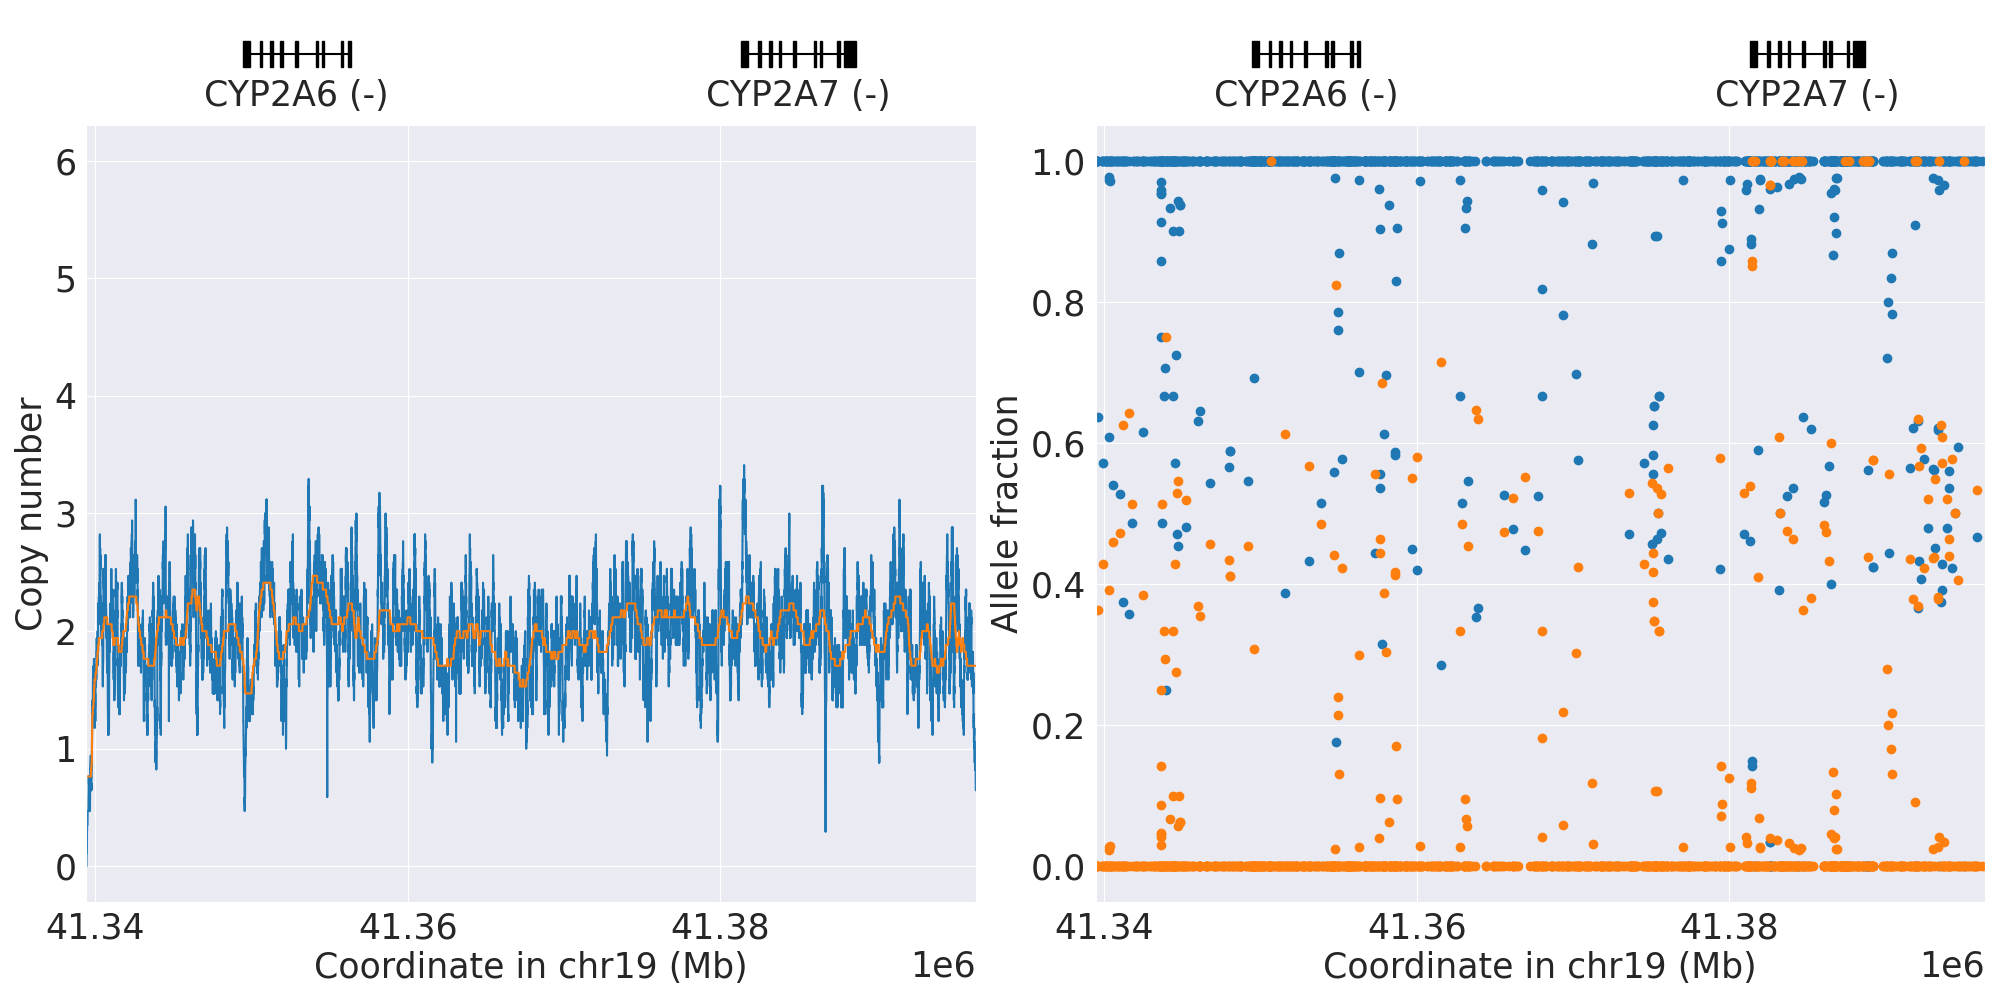 CYP2A6 (-)
CYP2A7 (-)
CYP2A6 (-)
CYP2A7 (-)
6
5
4
3
2
1
0
Copy number
41.34
41.36
41.38
1e6
Coordinate in chr19 (Mb)
1.0
0.8
0.6
0.4
0.2
0.0
Allele fraction
41.34
41.36
41.38
1e6
Coordinate in chr19 (Mb)